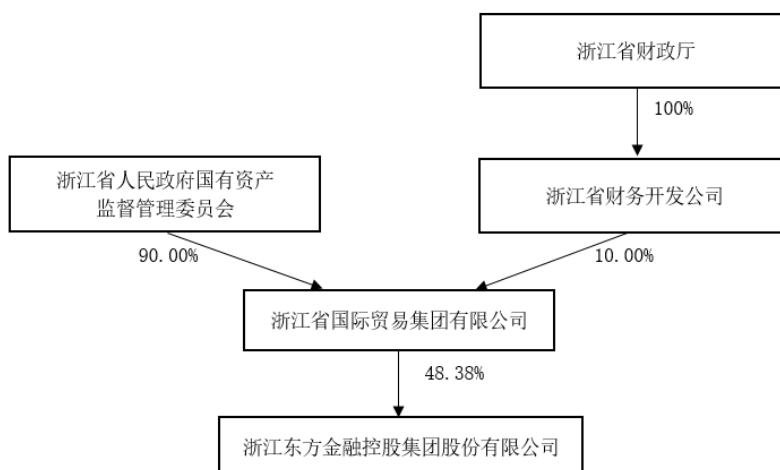 浙江省财政厅
100%
浙江省人民政府国有资产
监督管理委员会
浙江省财务开发公司
90.00%
10.00%
浙江省国际贸易集团有限公司
48.38%
浙江东方金融控股集团股份有限公司